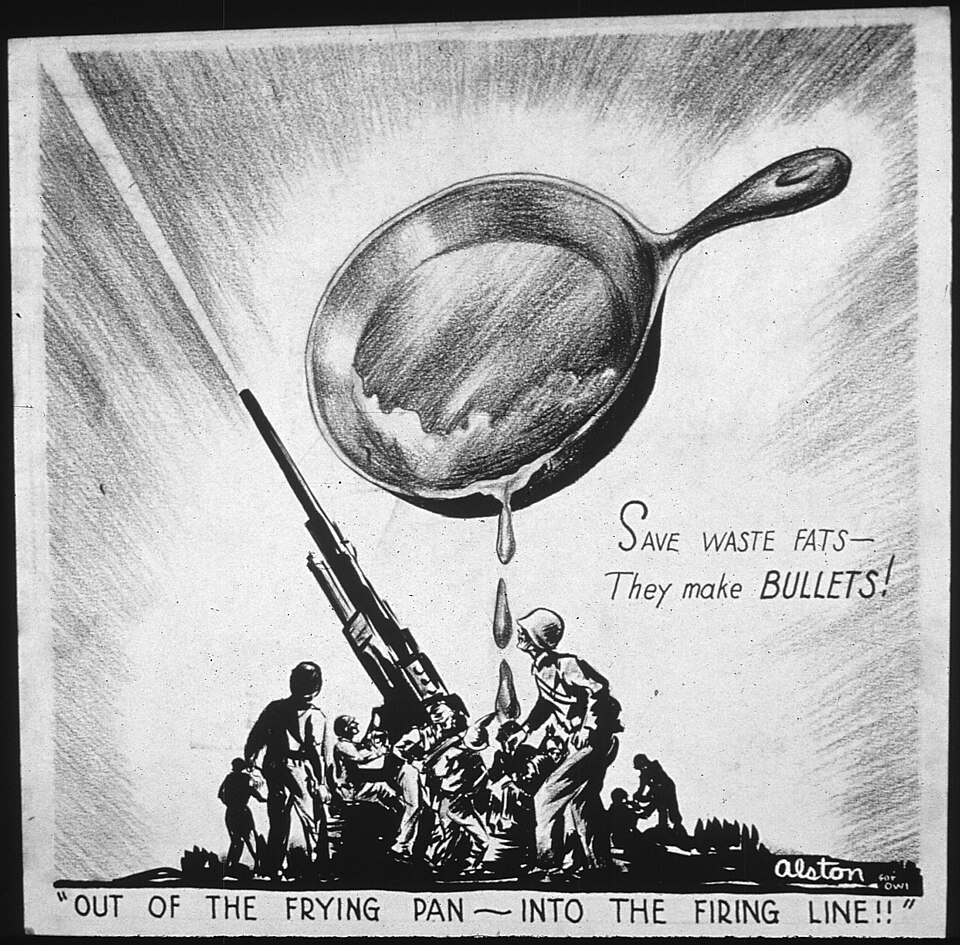 Save waste fats—
They make BULLETS!
Alston for OWI
"OUT OF THE FRYING PAN — INTO THE FIRING LINE!!"